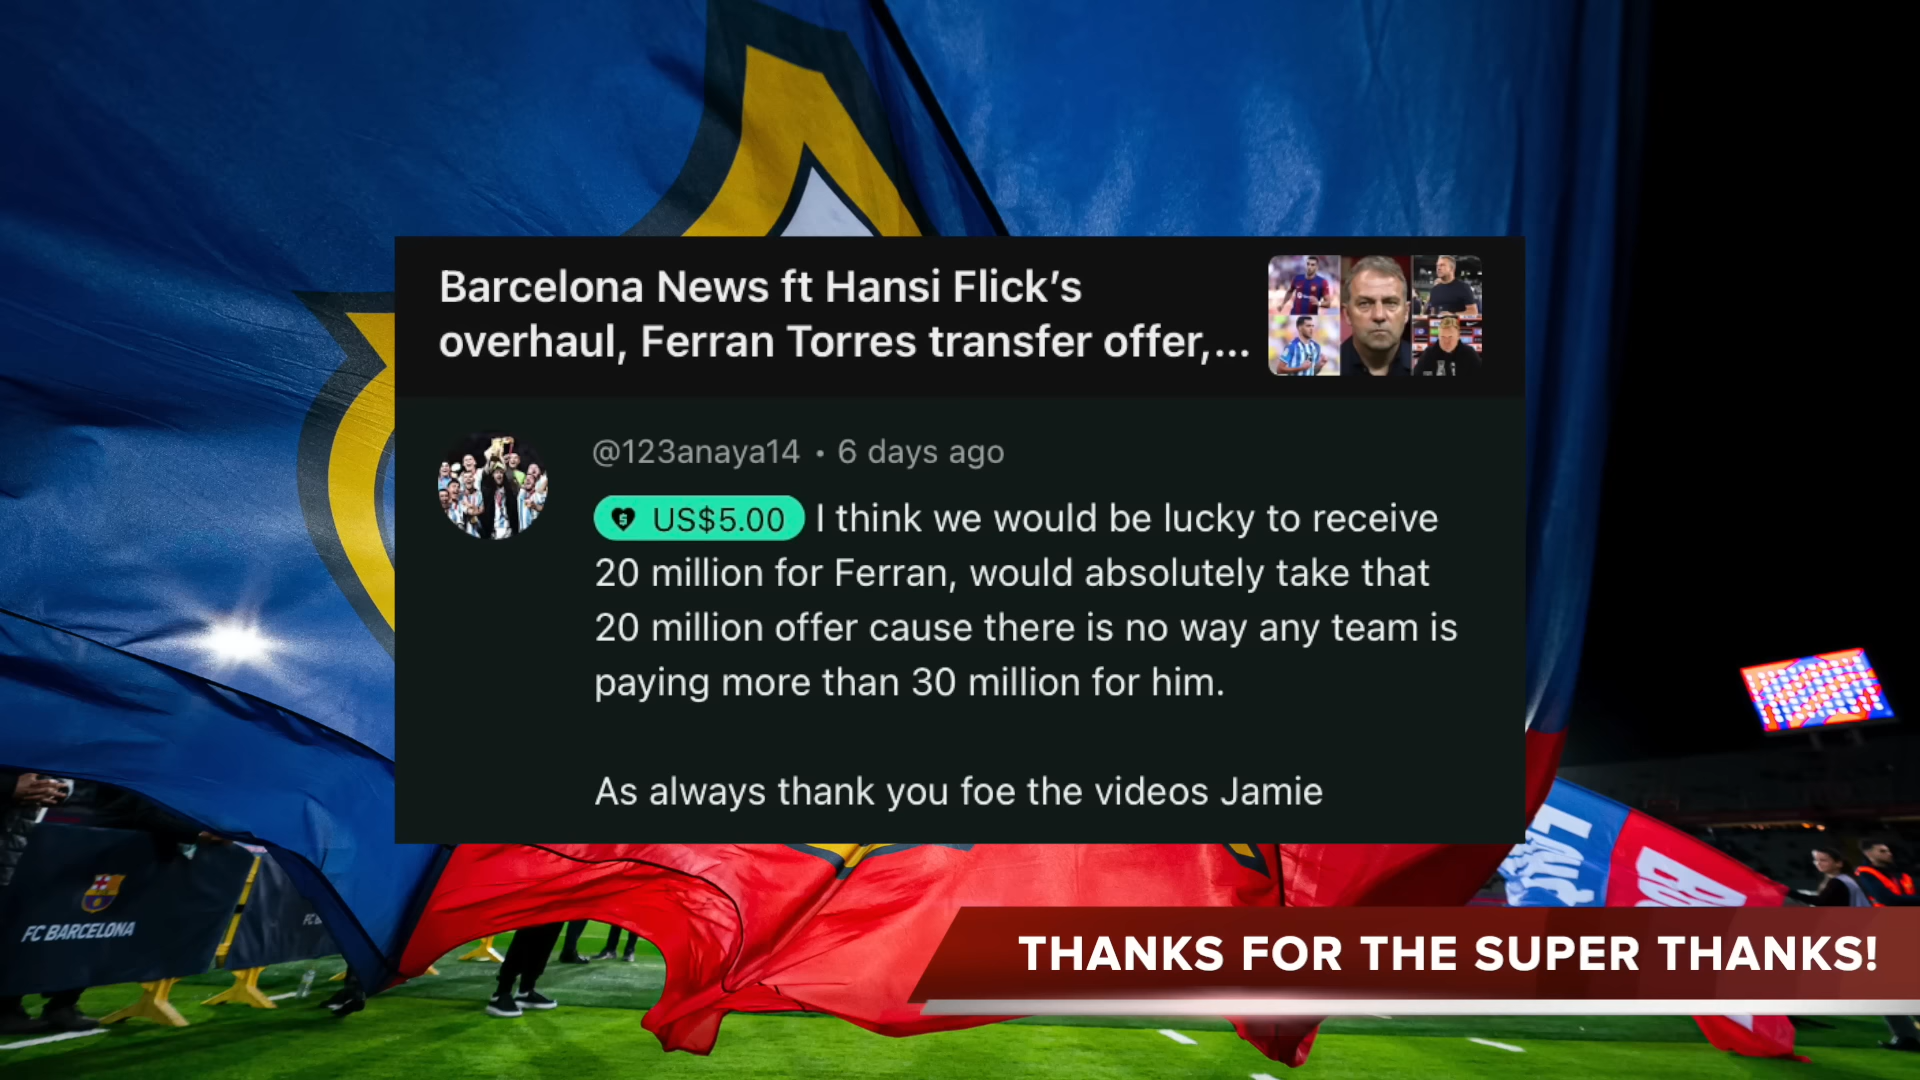 Barcelona News ft Hansi Flick’s
overhaul, Ferran Torres transfer offer,...
@123anaya14 • 6 days ago
US$5.00 I think we would be lucky to receive
20 million for Ferran, would absolutely take that
20 million offer cause there is no way any team is
paying more than 30 million for him.
As always thank you foe the videos Jamie
FC BARCELONA
THANKS FOR THE SUPER THANKS!